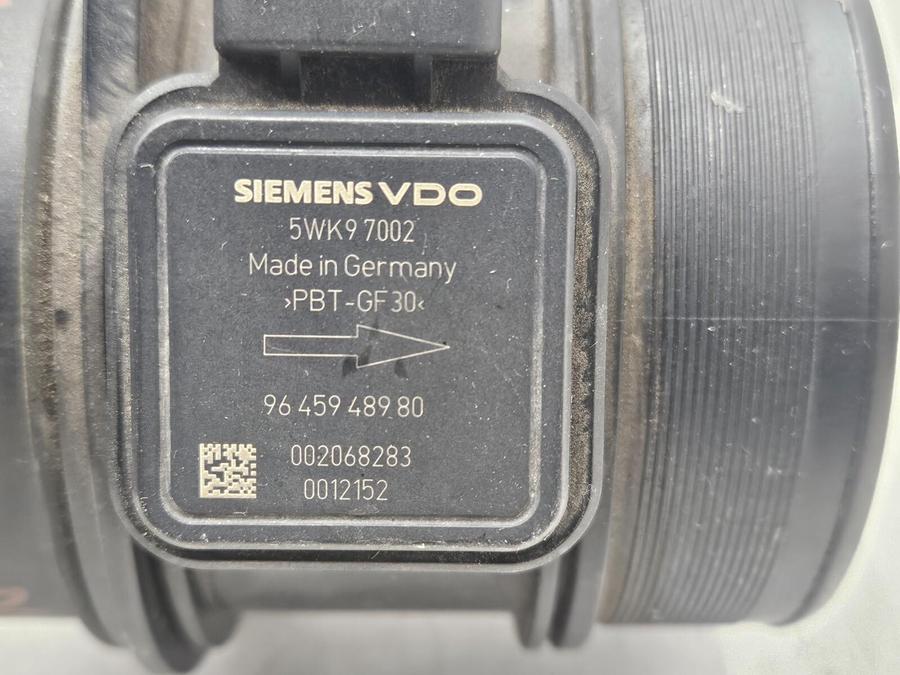 SIEMENS VDO
5WK9 7002
Made in Germany
>PBT-GF30<
96 459 489 80
002068283
0012152